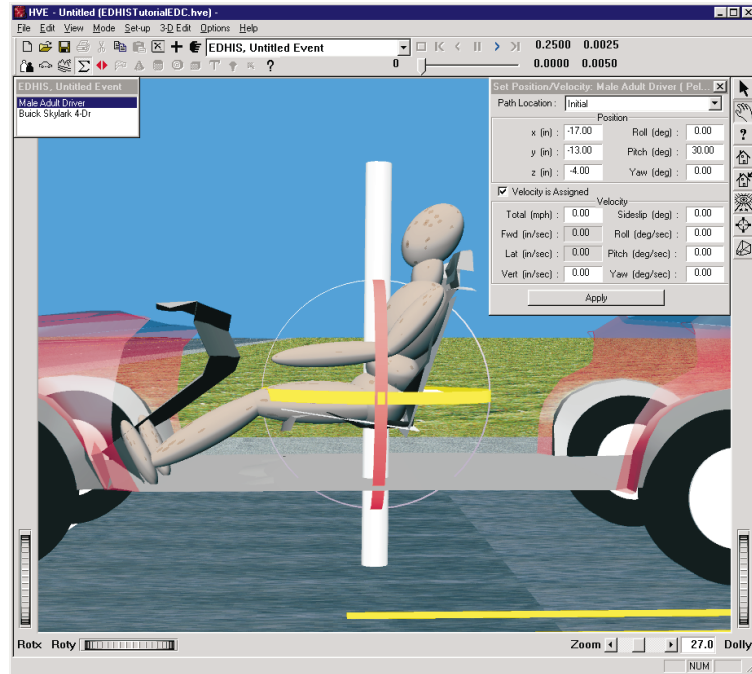 HVE - Untitled (EDHISTutorialEDC.hve) -
File Edit View Mode Set-up 3-D Edit Options Help
EDHIS, Untitled Event
0.2500 0.0025
0
0.0000 0.0050
EDHIS, Untitled Event
Male Adult Driver
Buick Skylark 4-Dr
Set Position/Velocity: Male Adult Driver ( Pel...
Path Location : Initial
Position
x (in) : -17.00 Roll (deg) : 0.00
y (in) : -13.00 Pitch (deg) : 30.00
z (in) : -4.00 Yaw (deg) : 0.00
Velocity is Assigned
Velocity
Total (mph) : 0.00 Sideslip (deg) : 0.00
Fwd (in/sec) : 0.00 Roll (deg/sec) : 0.00
Lat (in/sec) : 0.00 Pitch (deg/sec) : 0.00
Vert (in/sec) : 0.00 Yaw (deg/sec) : 0.00
Apply
Rotx Roty Zoom 27.0 Dolly
NUM